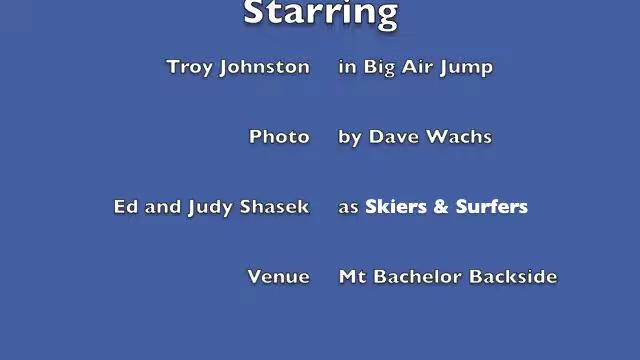 Starring
Troy Johnston in Big Air Jump
Photo by Dave Wachs
Ed and Judy Shasek as Skiers & Surfers
Venue Mt Bachelor Backside